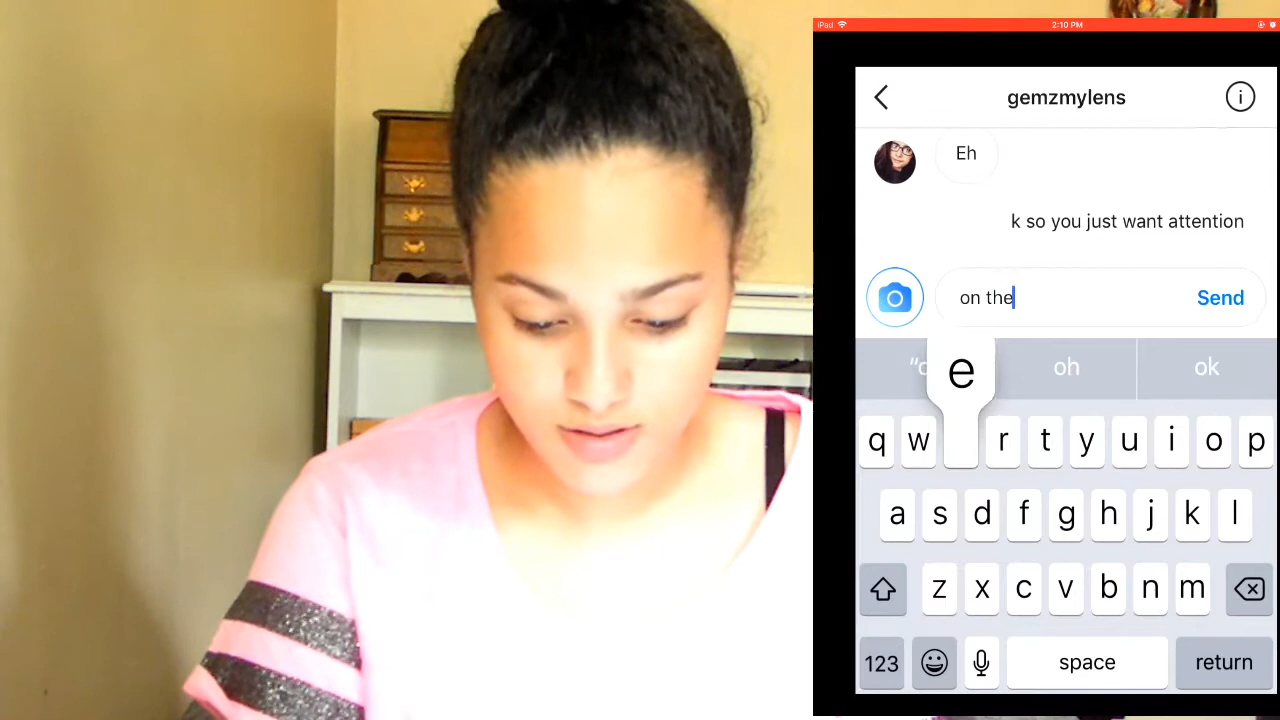 iPad 2:10 PM
gemzmylens
Eh
k so you just want attention
on the Send
e
oh ok
q w r t y u i o p
a s d f g h j k l
z x c v b n m
123 space return